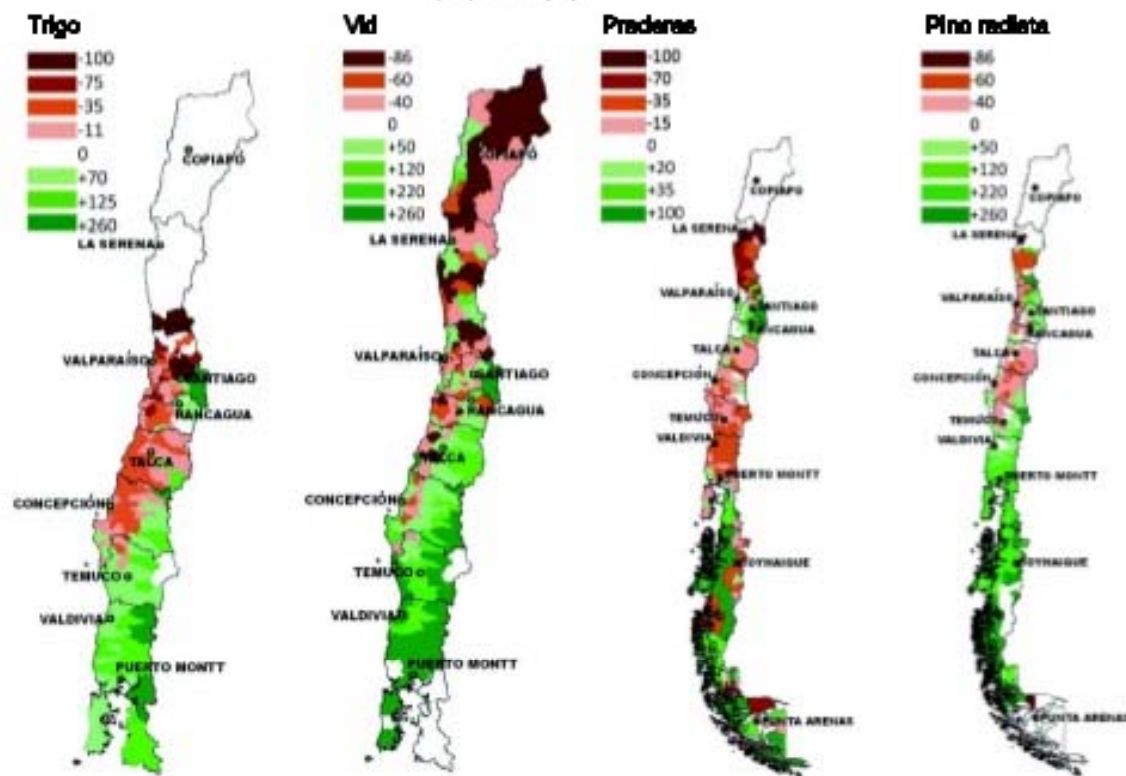 Trigo
-100
-75
-35
-11
0
+70
+125
+260
COPIAPÓ
LA SERENA
VALPARAÍSO
SANTIAGO
RANCAGUA
TALCA
CONCEPCIÓN
TEMUCO
VALDIVIA
PUERTO MONTT
Vid
-86
-60
-40
0
+50
+120
+220
+260
COPIAPÓ
LA SERENA
VALPARAÍSO
SANTIAGO
RANCAGUA
TALCA
CONCEPCIÓN
TEMUCO
VALDIVIA
PUERTO MONTT
Praderas
-100
-70
-35
-15
0
+20
+35
+100
COPIAPO
LA SERENA
VALPARAÍSO
SANTIAGO
RANCAGUA
TALCA
CONCEPCIÓN
TEMUCO
VALDIVIA
PUERTO MONTT
COYHAIQUE
PUNTA ARENAS
Pino radiata
-86
-60
-40
0
+50
+120
+220
+260
COPIAPO
LA SERENA
VALPARAÍSO
SANTIAGO
RANCAGUA
TALCA
CONCEPCIÓN
TEMUCO
VALDIVIA
PUERTO MONTT
COYHAIQUE
PUNTA ARENAS